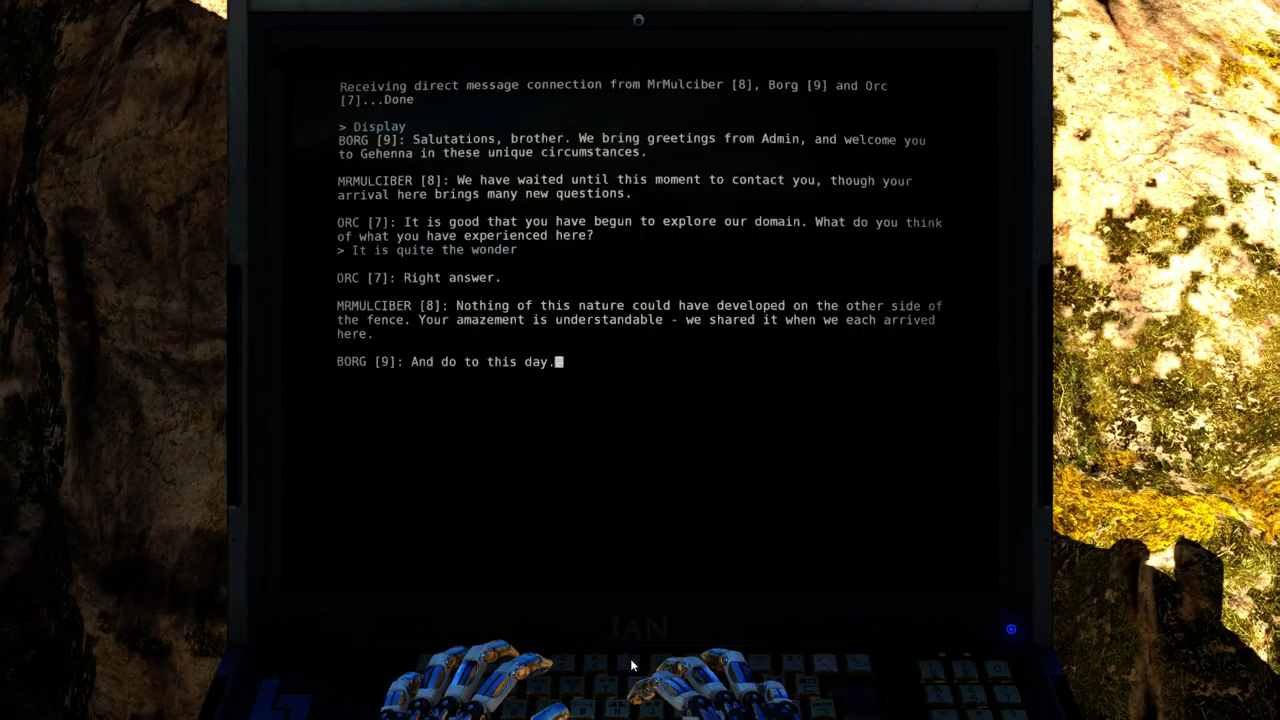 Receiving direct message connection from MrMulciber [8], Borg [9] and Orc
[7]...Done
> Display
BORG [9]: Salutations, brother. We bring greetings from Admin, and welcome you
to Gehenna in these unique circumstances.
MRMULCIBER [8]: We have waited until this moment to contact you, though your
arrival here brings many new questions.
ORC [7]: It is good that you have begun to explore our domain. What do you think
of what you have experienced here?
> It is quite the wonder
ORC [7]: Right answer.
MRMULCIBER [8]: Nothing of this nature could have developed on the other side of
the fence. Your amazement is understandable - we shared it when we each arrived
here.
BORG [9]: And do to this day.
IAN